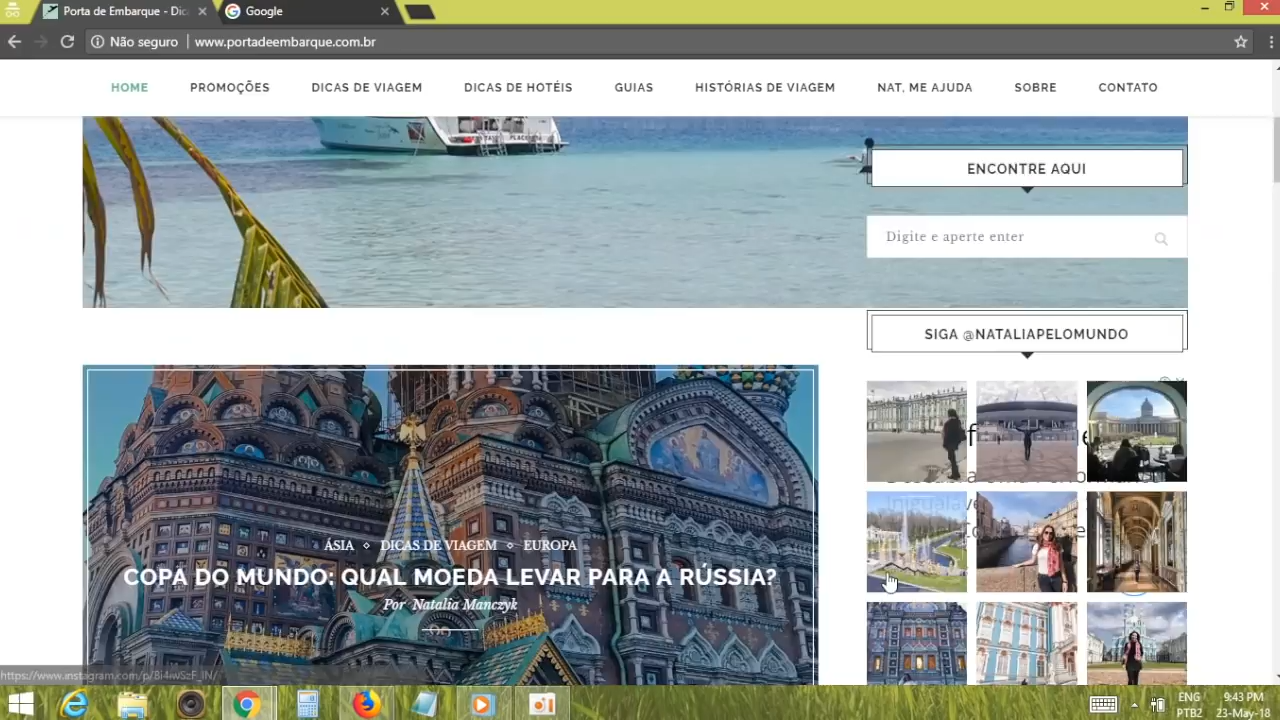 Porta de Embarque - Dic
Google
Não seguro
www.portadeembarque.com.br
HOME
PROMOÇÕES
DICAS DE VIAGEM
DICAS DE HOTÉIS
GUIAS
HISTÓRIAS DE VIAGEM
NAT, ME AJUDA
SOBRE
CONTATO
ENCONTRE AQUI
Digite e aperte enter
SIGA @NATALIAPELOMUNDO
ÁSIA ◇ DICAS DE VIAGEM ◇ EUROPA
COPA DO MUNDO: QUAL MOEDA LEVAR PARA A RÚSSIA?
Por Natalia Manczyk
ENG
PTB2
9:43 PM
23-May-18